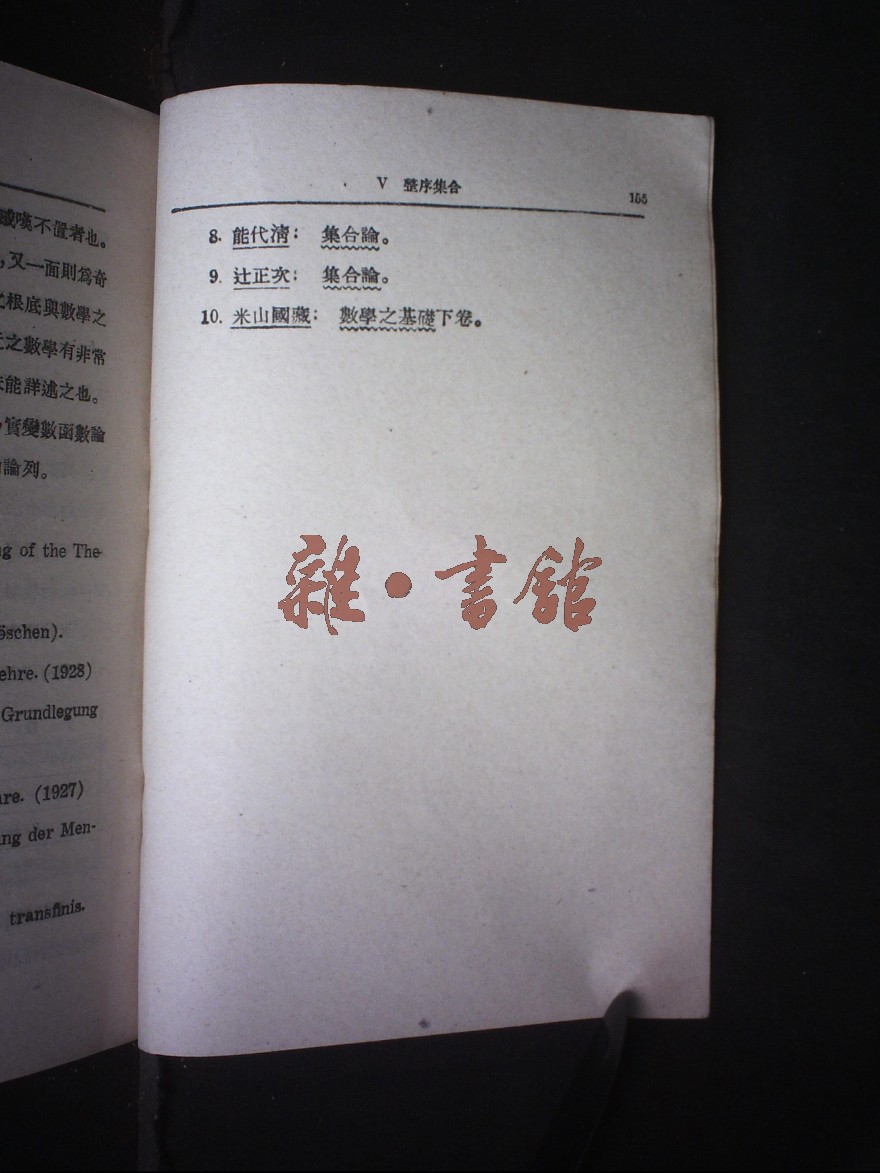 感嘆不置者也。
,又一面則爲奇
根底與數學之
之數學有非常
能詳述之也。
實變數函數論
論列。
g of the The-
öschen).
ehre. (1928)
Grundlegung
re. (1927)
ng der Men-
transfinis.
V 整序集合 155
8. 能代淸: 集合論。
9. 辻正次: 集合論。
10. 米山國藏: 數學之基礎下卷。
雜·書館